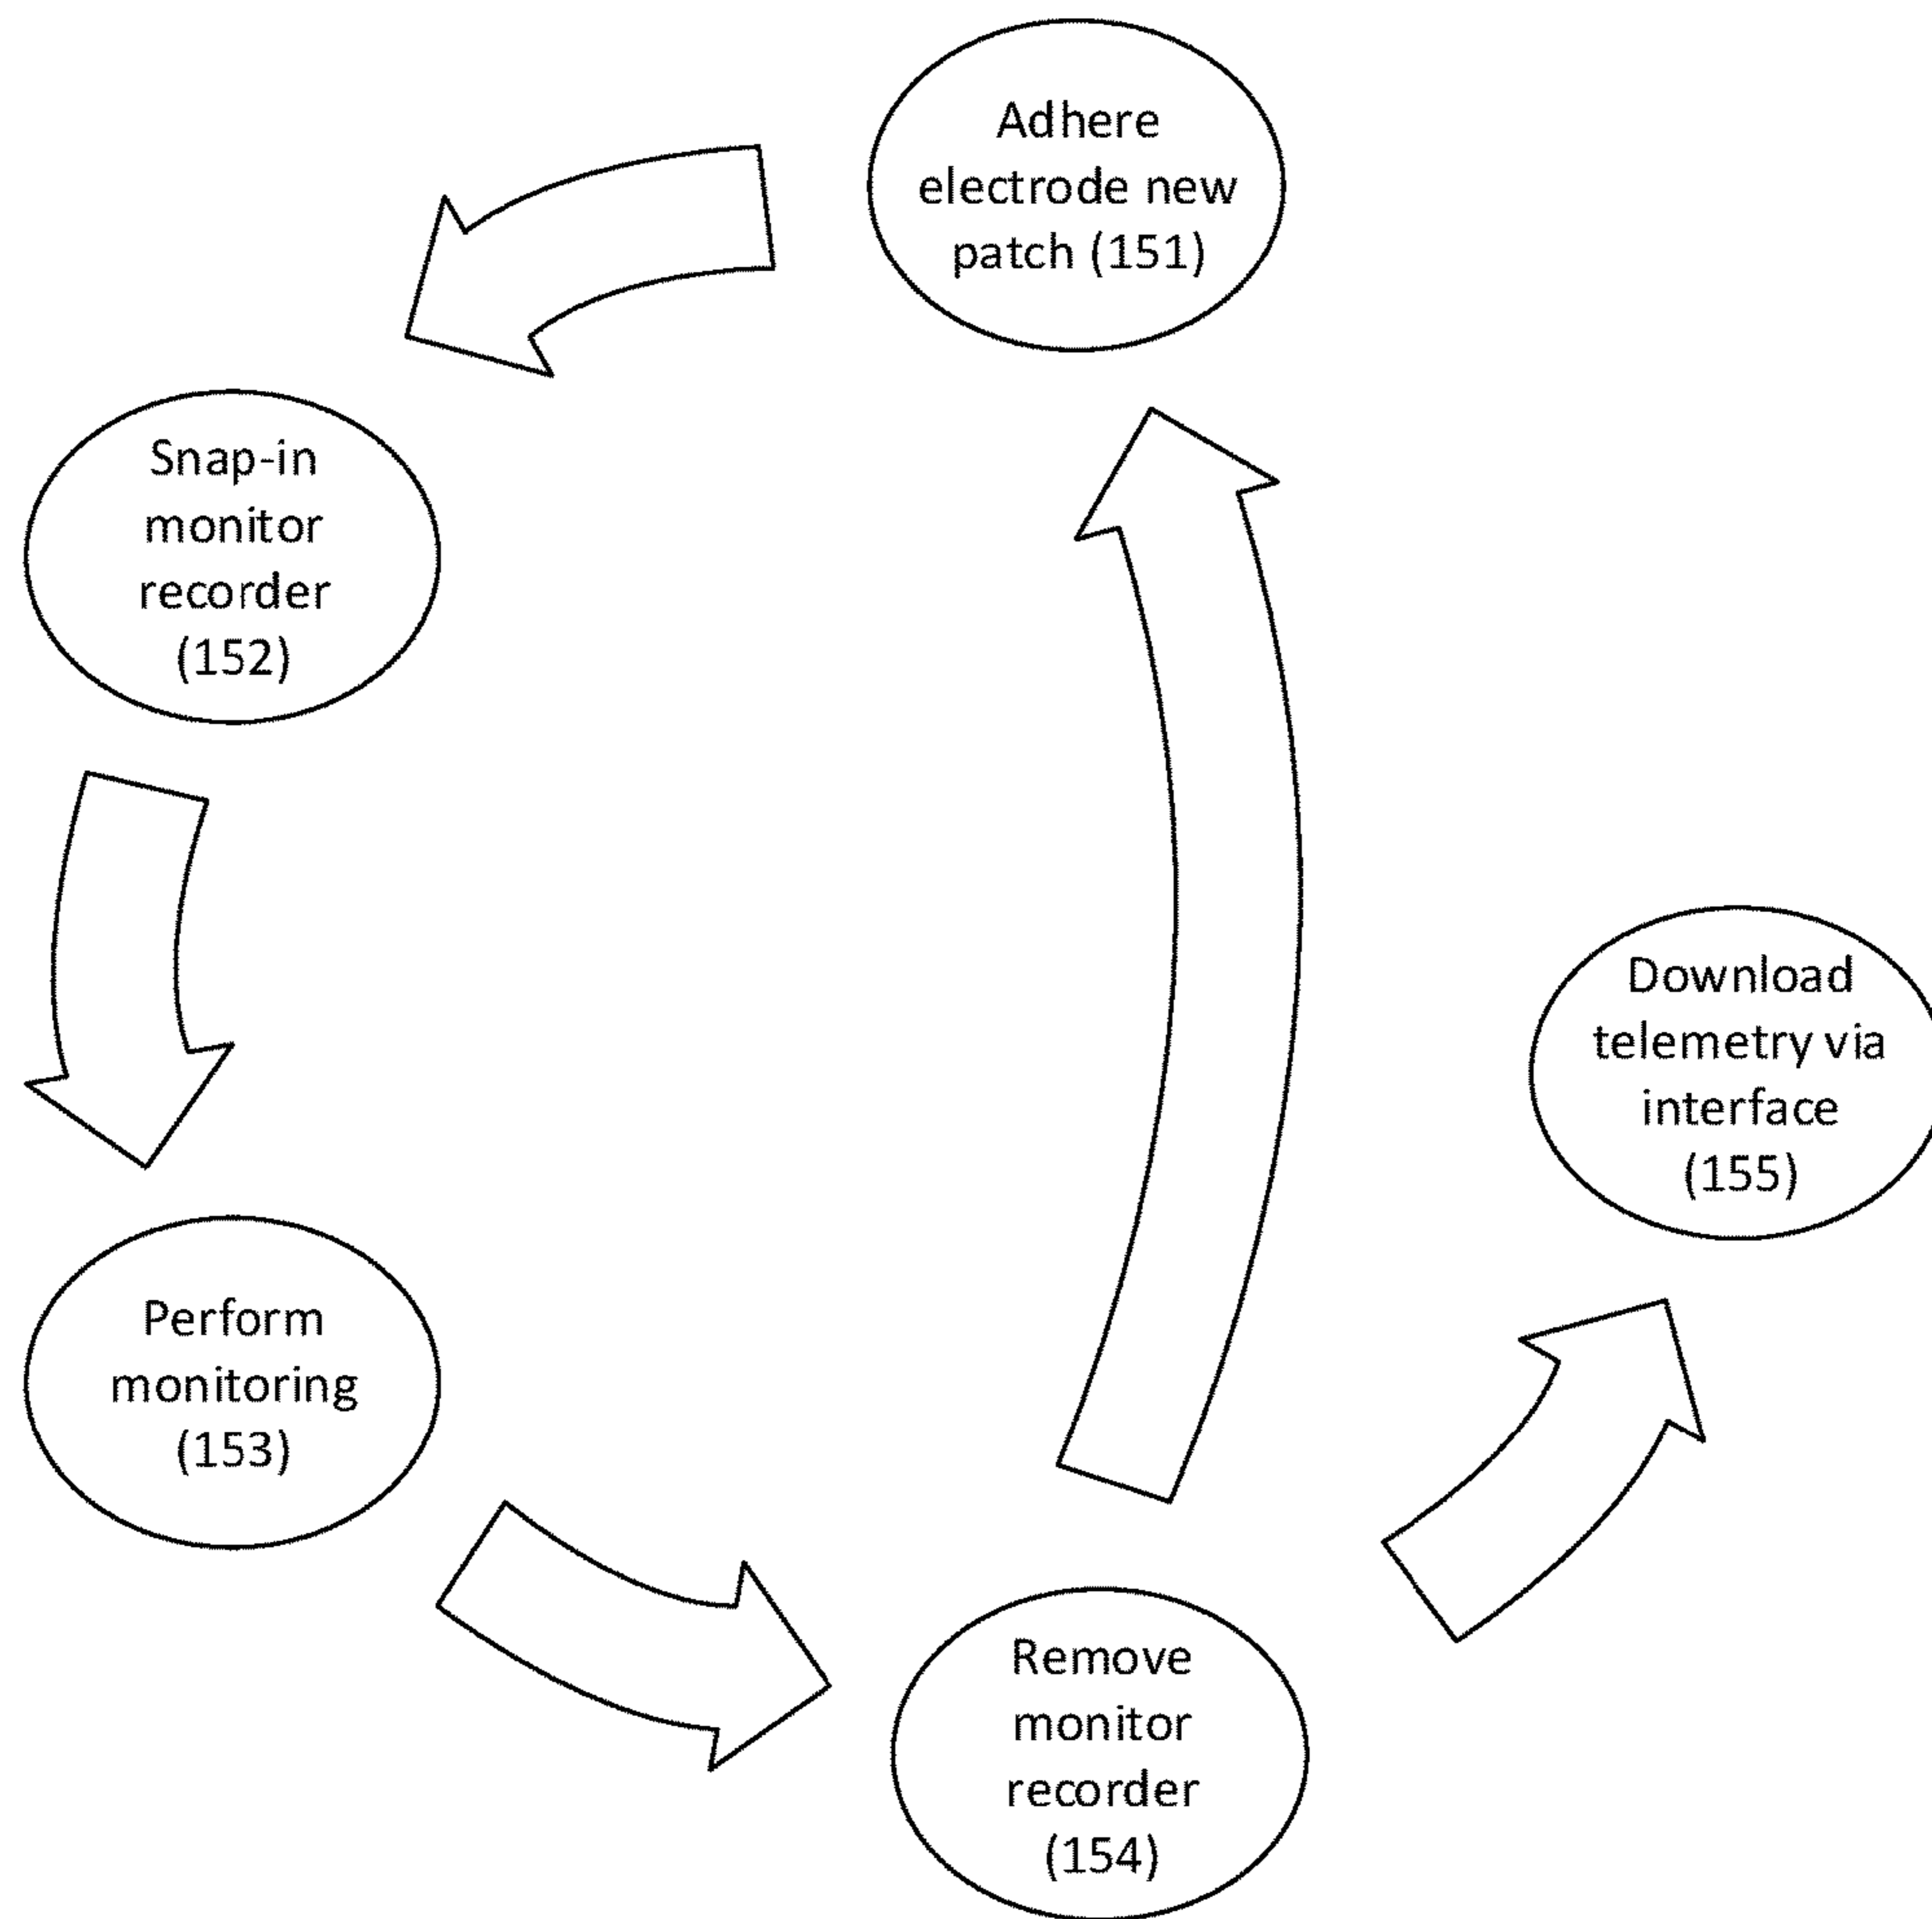 Adhere
electrode new
patch (151)
Snap-in
monitor
recorder
(152)
Perform
monitoring
(153)
Remove
monitor
recorder
(154)
Download
telemetry via
interface
(155)